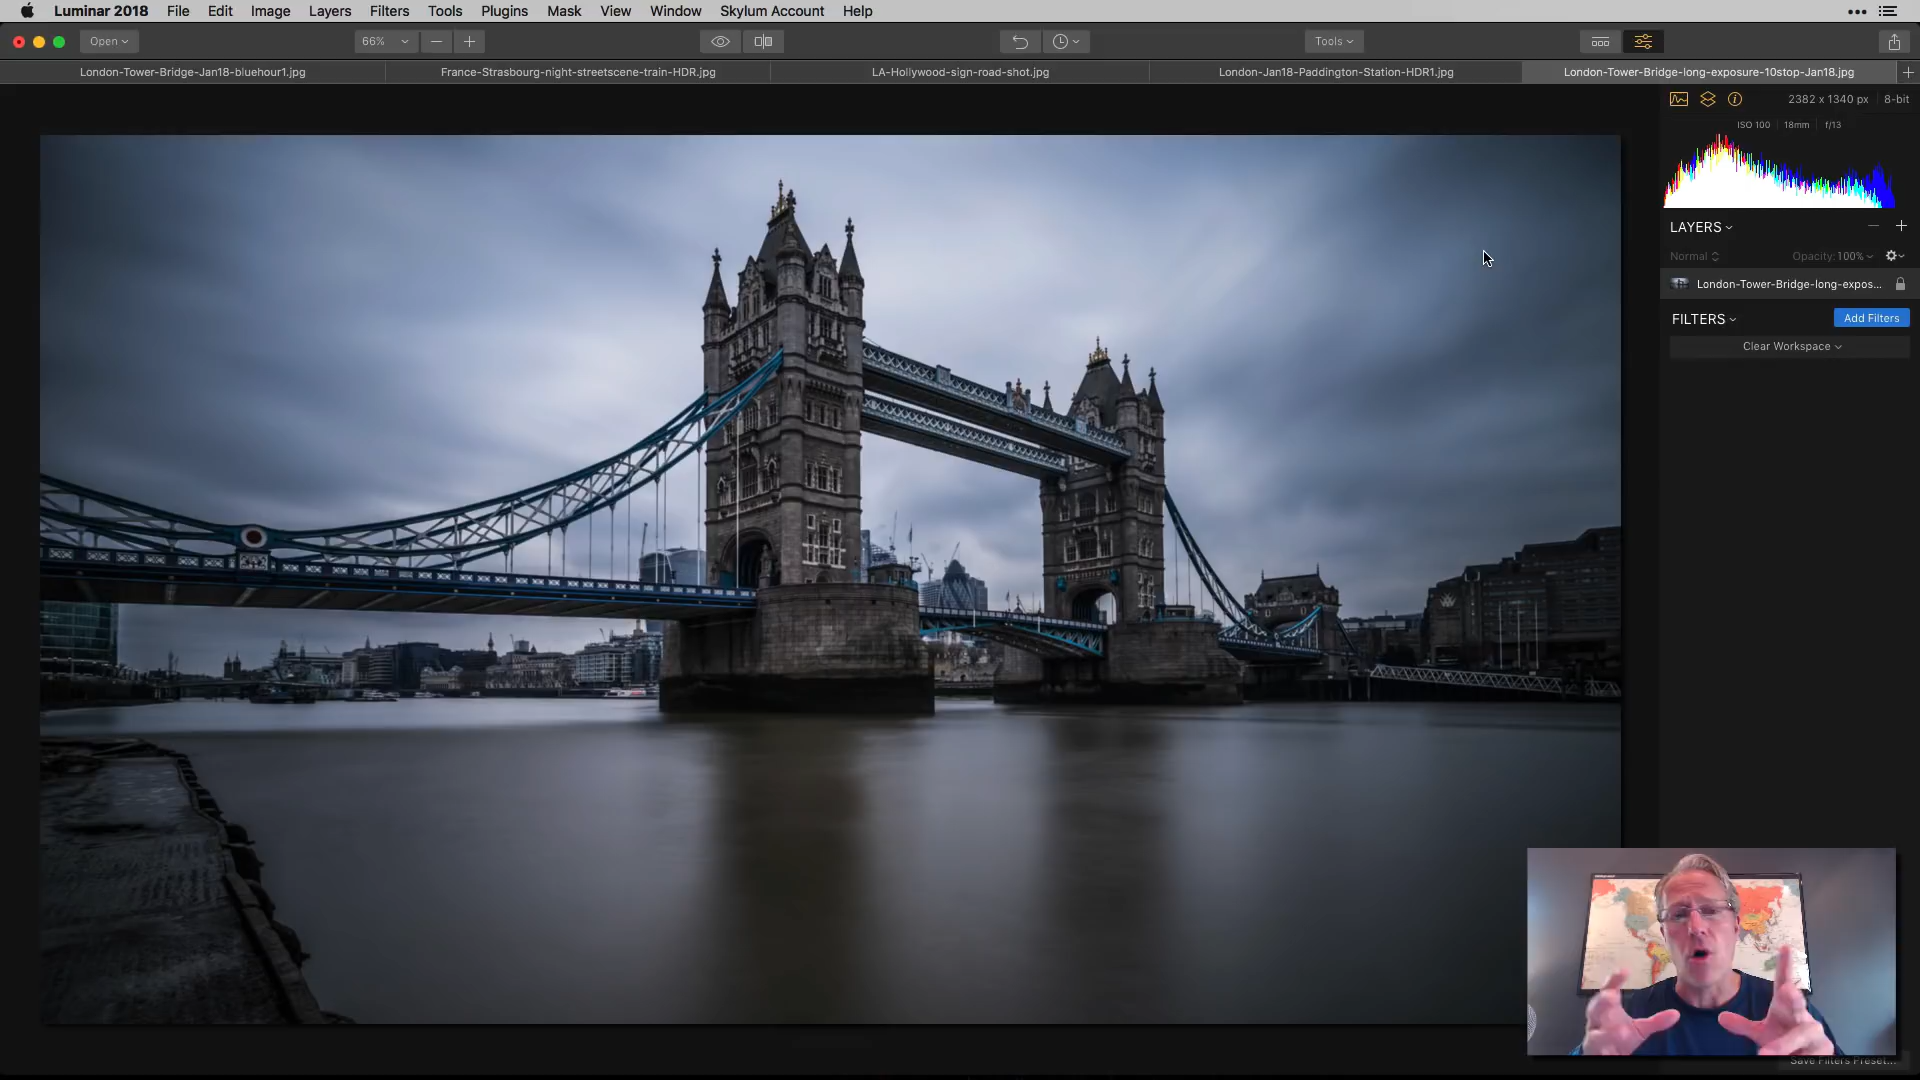 Luminar 2018 File Edit Image Layers Filters Tools Plugins Mask View Window Skylum Account Help
Open 66% Tools
London-Tower-Bridge-Jan18-bluehour1.jpg France-Strasbourg-night-streetscene-train-HDR.jpg LA-Hollywood-sign-road-shot.jpg London-Jan18-Paddington-Station-HDR1.jpg London-Tower-Bridge-long-exposure-10stop-Jan18.jpg
2382 x 1340 px 8-bit
ISO 100 18mm f/13
LAYERS
Normal Opacity: 100%
London-Tower-Bridge-long-expos...
FILTERS Add Filters
Clear Workspace
Save Filters Preset...